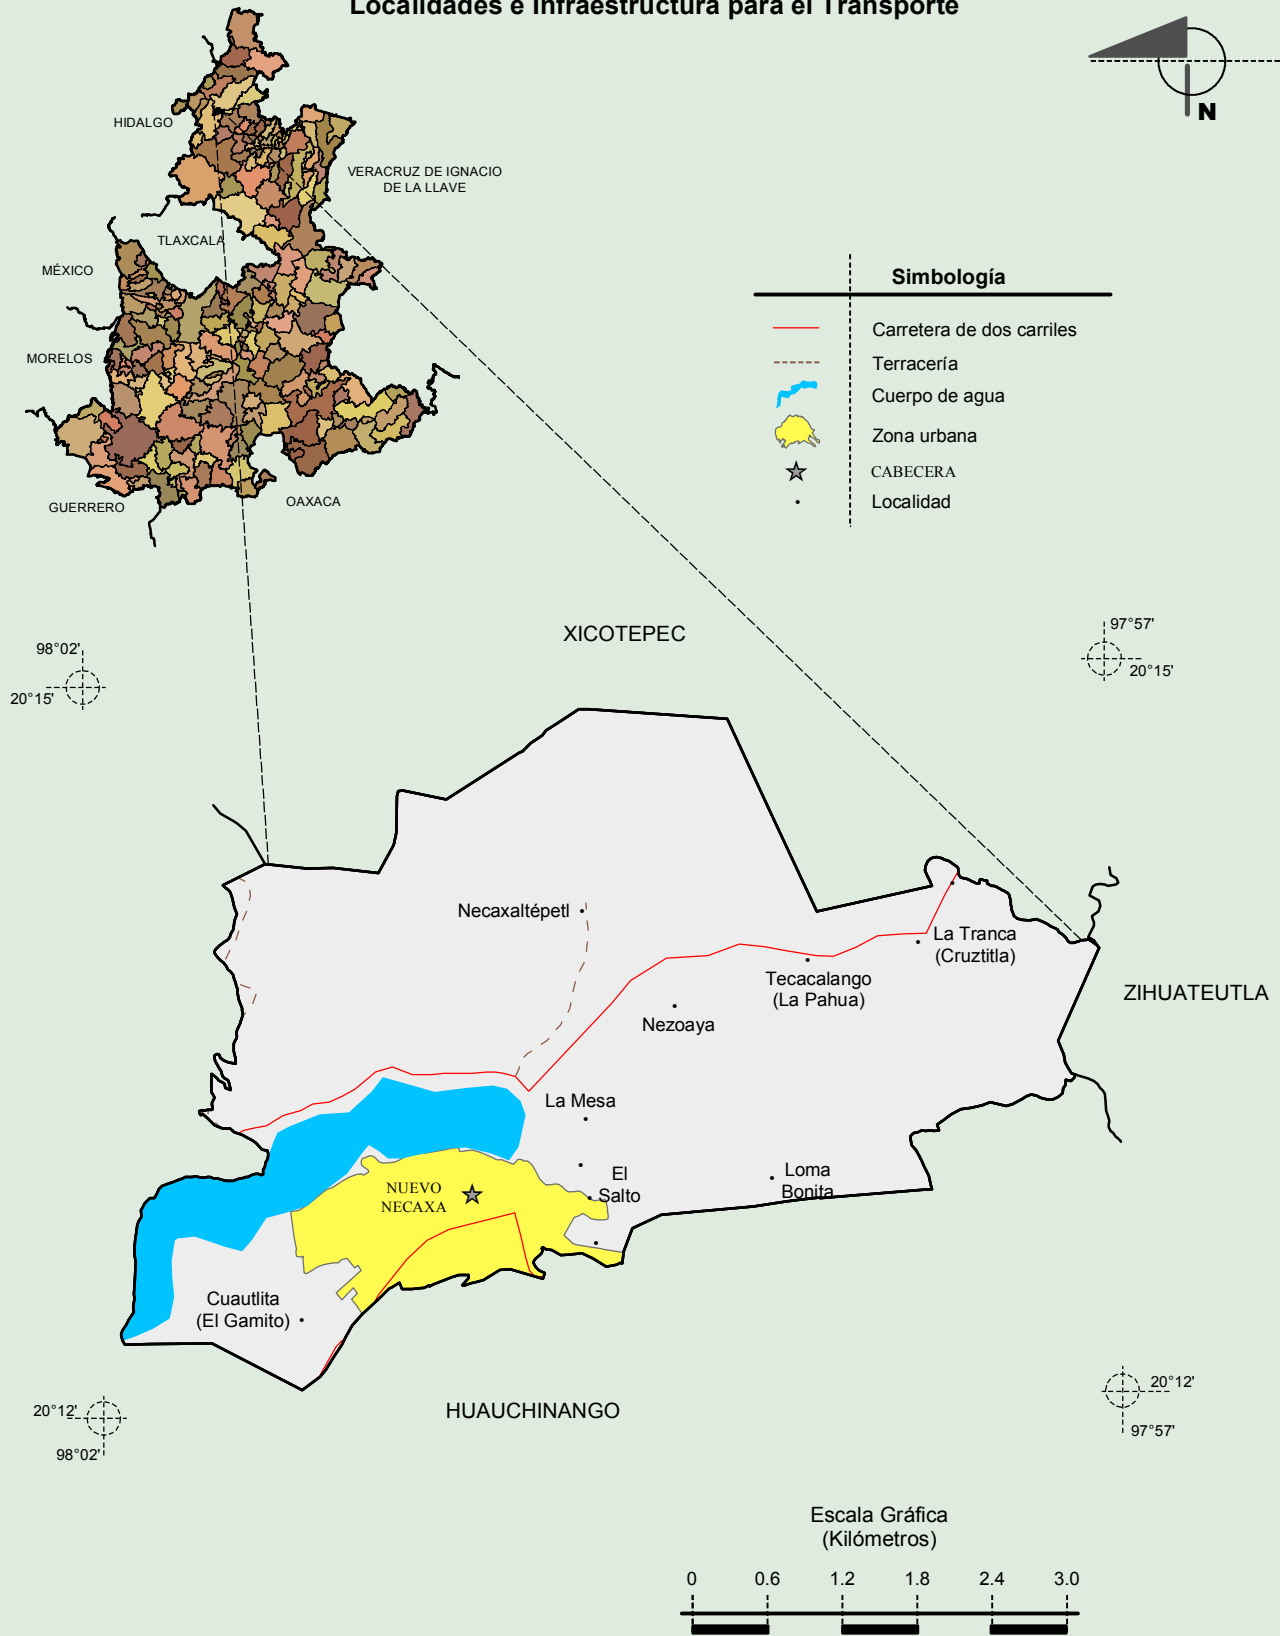 Localidades e Infraestructura para el Transporte
N
HIDALGO
VERACRUZ DE IGNACIO
DE LA LLAVE
TLAXCALA
MÉXICO
MORELOS
GUERRERO
OAXACA
Simbología
Carretera de dos carriles
Terracería
Cuerpo de agua
Zona urbana
CABECERA
Localidad
XICOTEPEC
98°02'
20°15'
97°57'
20°15'
Necaxaltépetl
La Tranca
(Cruztitla)
Tecacalango
(La Pahua)
Nezoaya
ZIHUATEUTLA
La Mesa
El
Salto
Loma
Bonita
NUEVO
NECAXA
Cuautlita
(El Gamito)
HUAUCHINANGO
20°12'
98°02'
20°12'
97°57'
Escala Gráfica
(Kilómetros)
0 0.6 1.2 1.8 2.4 3.0